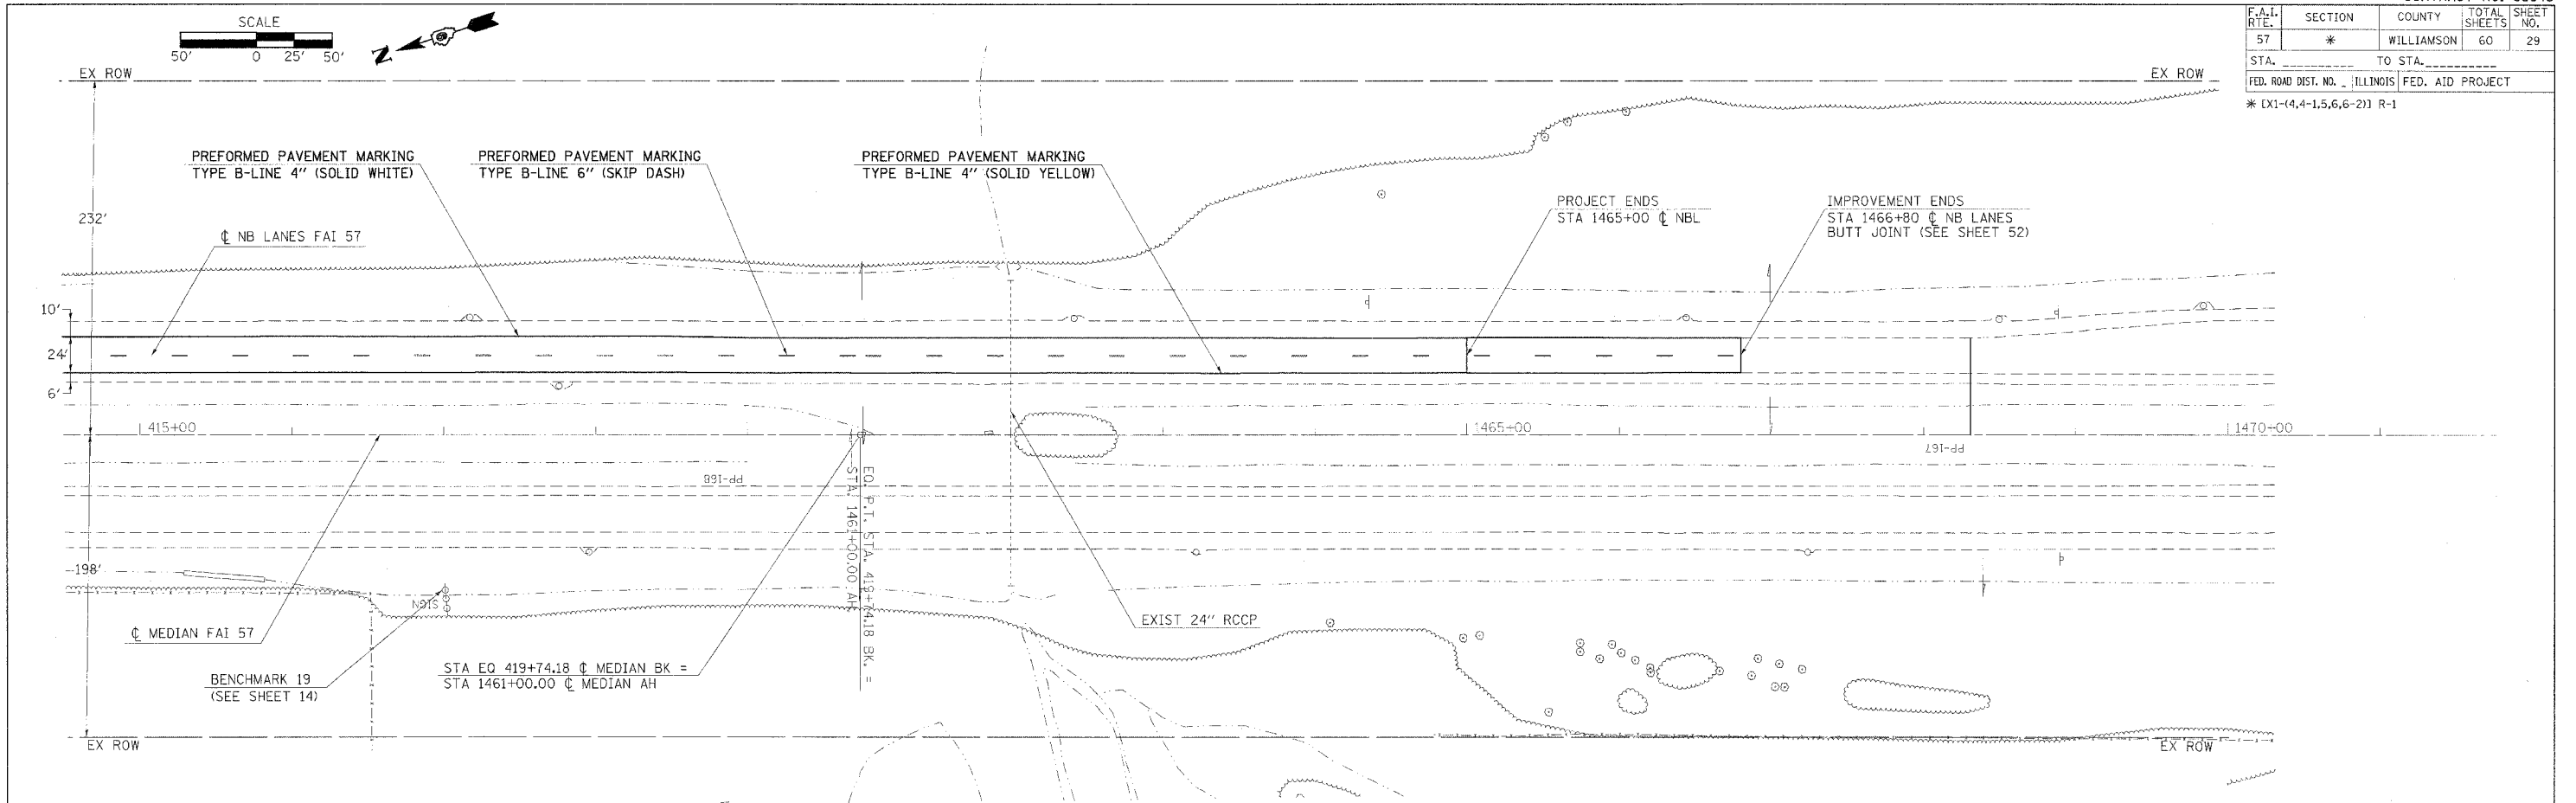 SCALE
50' 0 25' 50'
N
F.A.I. RTE. SECTION COUNTY TOTAL SHEETS SHEET NO.
57 * WILLIAMSON 60 29
STA. __________ TO STA. __________
FED. ROAD DIST. NO. _ ILLINOIS FED. AID PROJECT
* [X1-(4,4-1,5,6,6-2)] R-1
EX ROW
EX ROW
PREFORMED PAVEMENT MARKING
TYPE B-LINE 4" (SOLID WHITE)
PREFORMED PAVEMENT MARKING
TYPE B-LINE 6" (SKIP DASH)
PREFORMED PAVEMENT MARKING
TYPE B-LINE 4" (SOLID YELLOW)
PROJECT ENDS
STA 1465+00 ℄ NBL
IMPROVEMENT ENDS
STA 1466+80 ℄ NB LANES
BUTT JOINT (SEE SHEET 52)
232'
℄ NB LANES FAI 57
10'
24'
6'
415+00
1465+00
1470+00
PP-168
PP-167
EQ. P.T. STA. 419+74.18 BK. =
STA. 1461+00.00 AH
198'
SIGN
℄ MEDIAN FAI 57
BENCHMARK 19
(SEE SHEET 14)
STA EQ 419+74.18 ℄ MEDIAN BK =
STA 1461+00.00 ℄ MEDIAN AH
EXIST 24" RCCP
EX ROW
EX ROW